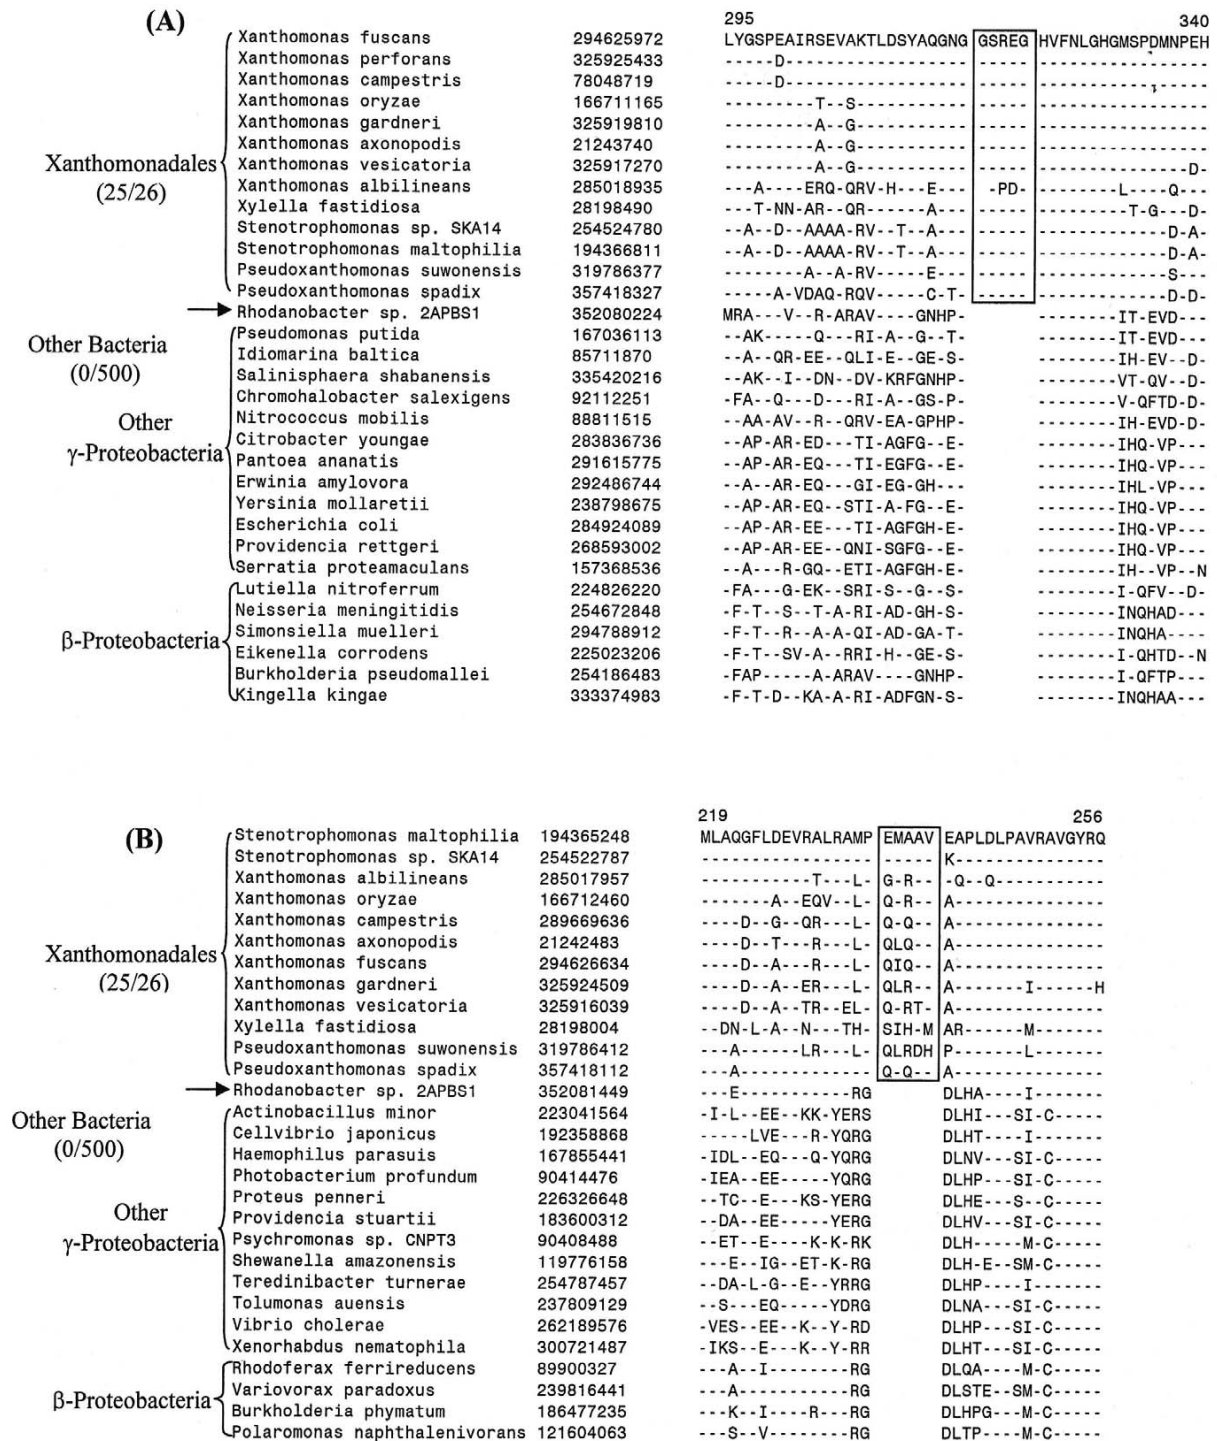 (A)
295 340
Xanthomonas fuscans 294625972 LYGSPEAIRSEVAKTLDSYAQGNG GSREG HVFNLGHGMSPDMNPEH
Xanthomonas perforans 325925433 -----D------------------ ----- -----------------
Xanthomonas campestris 78048719 -----D------------------ ----- -----------------
Xanthomonas oryzae 166711165 ---------T--S----------- ----- -----------------
Xanthomonas gardneri 325919810 ---------A--G----------- ----- -----------------
Xanthomonas axonopodis 21243740 ---------A--G----------- ----- -----------------
Xanthomonas vesicatoria 325917270 ---------A--G----------- ----- ---------------D-
Xanthomonas albilineans 285018935 ---A----ERQ-QRV-H---E--- -PD- --------L----Q---
Xylella fastidiosa 28198490 ---T-NN-AR--QR------A--- ----- ---------T-G---D-
Stenotrophomonas sp. SKA14 254524780 --A--D--AAAA-RV--T--A--- ----- -------------D-A-
Stenotrophomonas maltophilia 194366811 --A--D--AAAA-RV--T--A--- ----- -------------D-A-
Pseudoxanthomonas suwonensis 319786377 --------A--A-RV-----E--- ----- -------------S---
Pseudoxanthomonas spadix 357418327 -----A-VDAQ-RQV-----C-T- ----- -------------D-D-
Xanthomonadales
(25/26)
Rhodanobacter sp. 2APBS1 352080224 MRA---V--R-ARAV----GNHP- --------IT-EVD---
Other Bacteria
(0/500)
Pseudomonas putida 167036113 --AK-----Q---RI-A--G--T- --------IT-EVD---
Idiomarina baltica 85711870 --A--QR-EE--QLI-E--GE-S- --------IH-EV--D-
Salinisphaera shabanensis 335420216 --AK--I--DN--DV-KRFGNHP- --------VT-QV--D-
Chromohalobacter salexigens 92112251 -FA--Q---D---RI-A--GS-P- --------V-QFTD-D-
Nitrococcus mobilis 88811515 --AA-AV--R--QRV-EA-GPHP- --------IH-EVD-D-
Citrobacter youngae 283836736 --AP-AR-ED---TI-AGFG--E- --------IHQ-VP---
Pantoea ananatis 291615775 --AP-AR-EQ---TI-EGFG--E- --------IHQ-VP---
Erwinia amylovora 292486744 --A--AR-EQ---GI-EG-GH--- --------IHL-VP---
Yersinia mollaretii 238798675 --AP-AR-EQ--STI-A-FG--E- --------IHQ-VP---
Escherichia coli 284924089 --AP-AR-EE---TI-AGFGH-E- --------IHQ-VP---
Providencia rettgeri 268593002 --AP-AR-EE--QNI-SGFG--E- --------IHQ-VP---
Serratia proteamaculans 157368536 --A---R-GQ--ETI-AGFGH-E- --------IH--VP--N
Other
γ-Proteobacteria
Lutiella nitroferrum 224826220 -FA---G-EK--SRI-S--G--S- --------I-QFV--D-
Neisseria meningitidis 254672848 -F-T--S--T-A-RI-AD-GH-S- --------INQHAD---
Simonsiella muelleri 294788912 -F-T--R--A-A-QI-AD-GA-T- --------INQHA----
Eikenella corrodens 225023206 -F-T--SV-A--RRI-H--GE-S- --------I-QHTD--N
Burkholderia pseudomallei 254186483 -FAP-----A-ARAV----GNHP- --------I-QFTP---
Kingella kingae 333374983 -F-T-D--KA-A-RI-ADFGN-S- --------INQHAA---
β-Proteobacteria
(B)
219 256
Stenotrophomonas maltophilia 194365248 MLAQGFLDEVRALRAMP EMAAV EAPLDLPAVRAVGYRQ
Stenotrophomonas sp. SKA14 254522787 ----------------- ----- K---------------
Xanthomonas albilineans 285017957 -----------T---L- G-R-- -Q--Q-----------
Xanthomonas oryzae 166712460 -------A--EQV--L- Q-R-- A---------------
Xanthomonas campestris 289669636 ----D--G--QR---L- Q-Q-- A---------------
Xanthomonas axonopodis 21242483 ----D--T---R---L- QLQ-- A---------------
Xanthomonas fuscans 294626634 ----D--A---R---L- QIQ-- A---------------
Xanthomonas gardneri 325924509 ----D--A--ER---L- QLR-- A--------I------H
Xanthomonas vesicatoria 325916039 ----D--A--TR--EL- Q-RT- A---------------
Xylella fastidiosa 28198004 --DN-L-A--N---TH- SIH-M AR-------M------
Pseudoxanthomonas suwonensis 319786412 ---A------LR---L- QLRDH P--------L------
Pseudoxanthomonas spadix 357418112 ---A------------- Q-Q-- A---------------
Xanthomonadales
(25/26)
Rhodanobacter sp. 2APBS1 352081449 ---E-----------RG DLHA-----I------
Other Bacteria
(0/500)
Actinobacillus minor 223041564 -I-L--EE--KK-YERS DLHI---SI-C-----
Cellvibrio japonicus 192358868 -----LVE---R-YQRG DLHT-----I------
Haemophilus parasuis 167855441 -IDL--EQ---Q-YQRG DLNV---SI-C-----
Photobacterium profundum 90414476 -IEA--EE-----YQRG DLHP---SI-C-----
Proteus penneri 226326648 --TC--E---KS-YERG DLHE---S--C-----
Providencia stuartii 183600312 --DA--EE-----YERG DLHV---SI-C-----
Psychromonas sp. CNPT3 90408488 --ET--E----K-K-RK DLH-----M-C-----
Shewanella amazonensis 119776158 ---E--IG--ET-K-RG DLH-E--SM-C-----
Teredinibacter turnerae 254787457 --DA-L-G--E--YRRG DLHP-----I------
Tolumonas auensis 237809129 --S---EQ-----YDRG DLNA---SI-C-----
Vibrio cholerae 262189576 -VES--EE--K--Y-RD DLHP---SI-C-----
Xenorhabdus nematophila 300721487 -IKS--E---K--Y-RR DLHT---SI-C-----
Other
γ-Proteobacteria
Rhodoferax ferrireducens 89900327 ---A--I--------RG DLQA-----M-C-----
Variovorax paradoxus 239816441 ---A-----------RG DLSTE--SM-C-----
Burkholderia phymatum 186477235 ---K--I----R---RG DLHPG---M-C-----
Polaromonas naphthalenivorans 121604063 ---S--V--------RG DLTP-----M-C-----
β-Proteobacteria